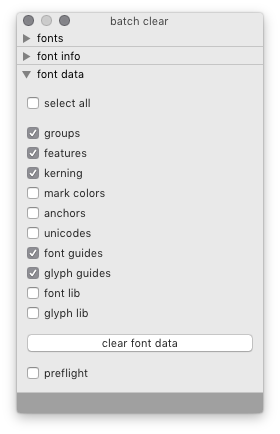 batch clear
fonts
font info
font data
select all
groups
features
kerning
mark colors
anchors
unicodes
font guides
glyph guides
font lib
glyph lib
clear font data
preflight